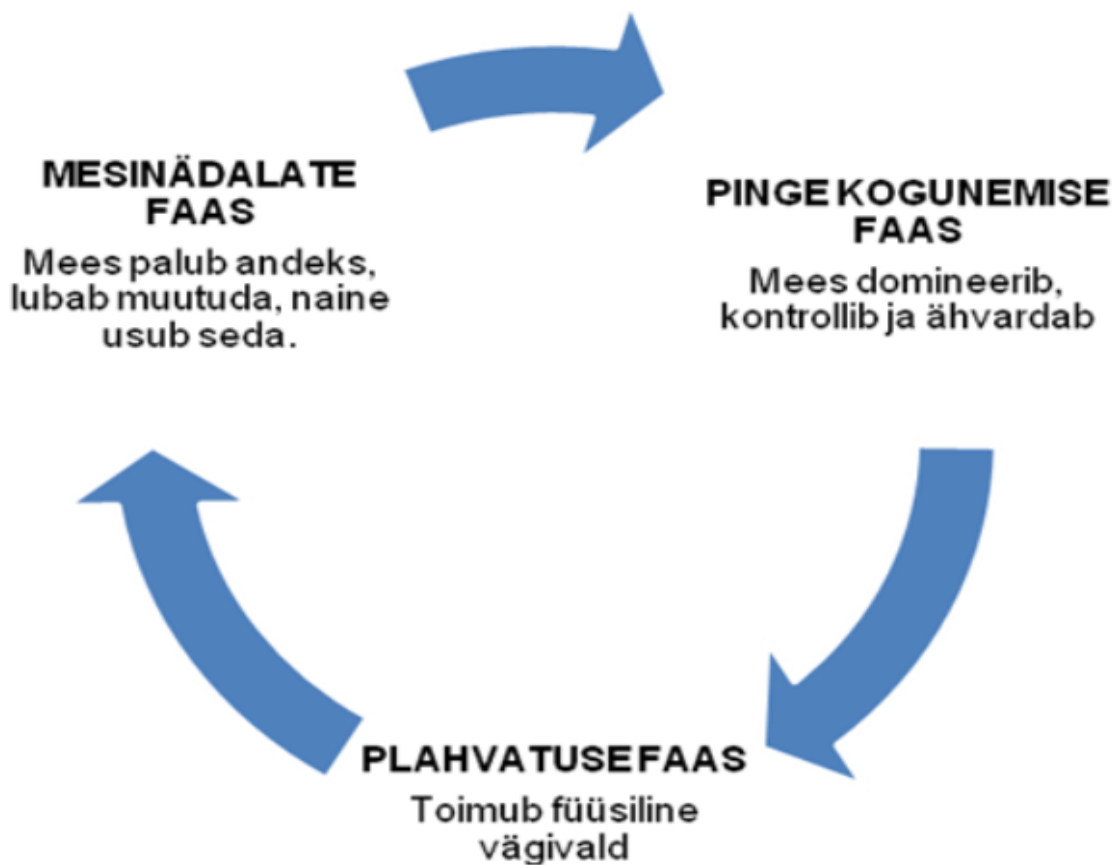 MESINÄDALATE
FAAS
Mees palub andeks,
lubab muutuda, naine
usub seda.
PINGE KOGUNEMISE
FAAS
Mees domineerib,
kontrollib ja ähvardab
PLAHVATUSE FAAS
Toimub füüsiline
vägivald